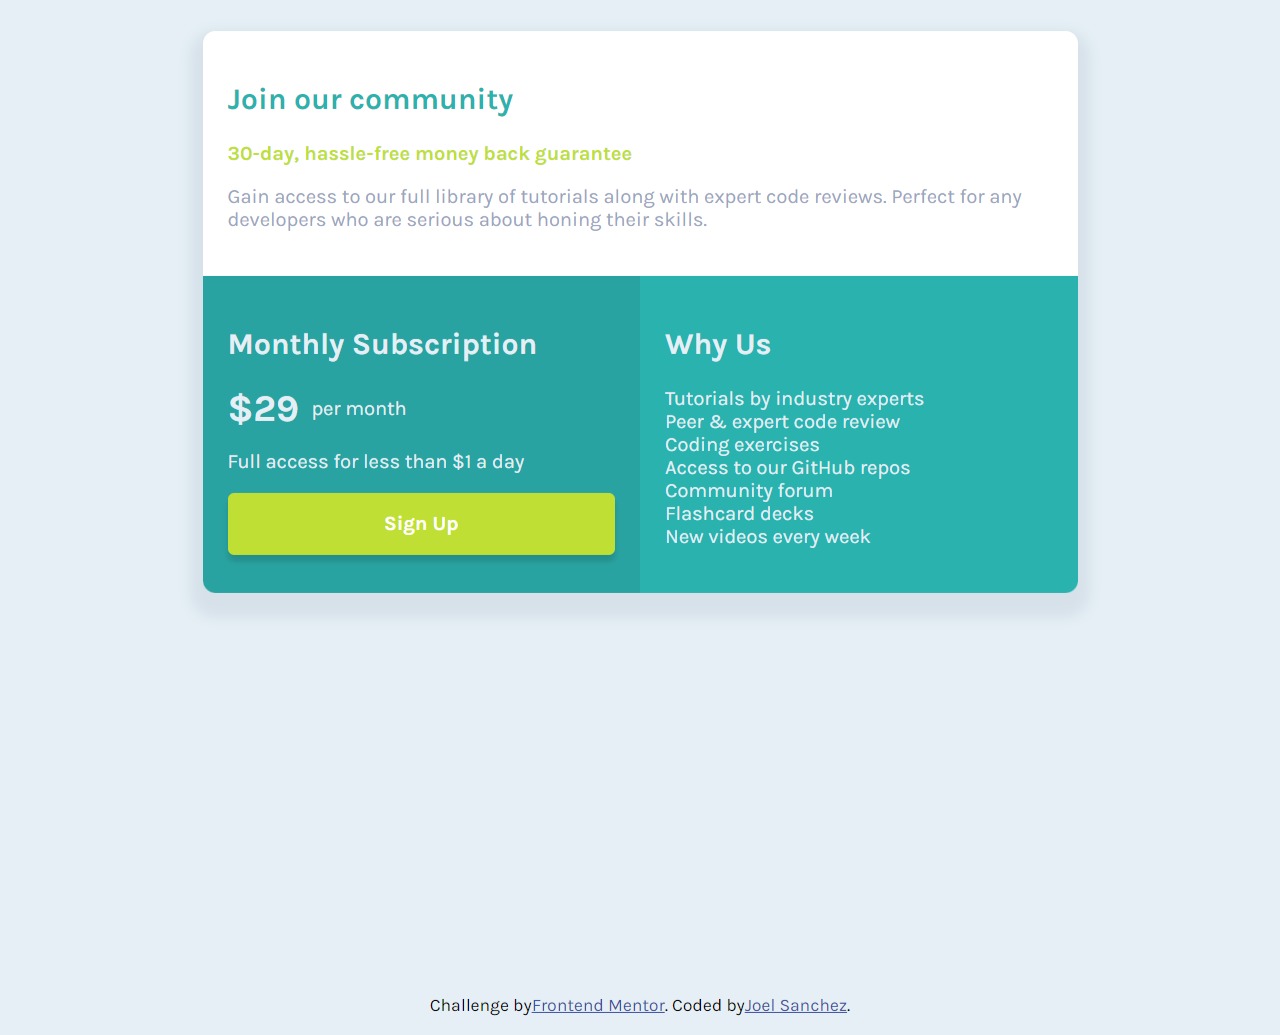 Join our community
30-day, hassle-free money back guarantee
Gain access to our full library of tutorials along with expert code reviews. Perfect for any
developers who are serious about honing their skills.
Monthly Subscription
$29 per month
Full access for less than $1 a day
Sign Up
Why Us
Tutorials by industry experts
Peer & expert code review
Coding exercises
Access to our GitHub repos
Community forum
Flashcard decks
New videos every week
Challenge byFrontend Mentor. Coded byJoel Sanchez.